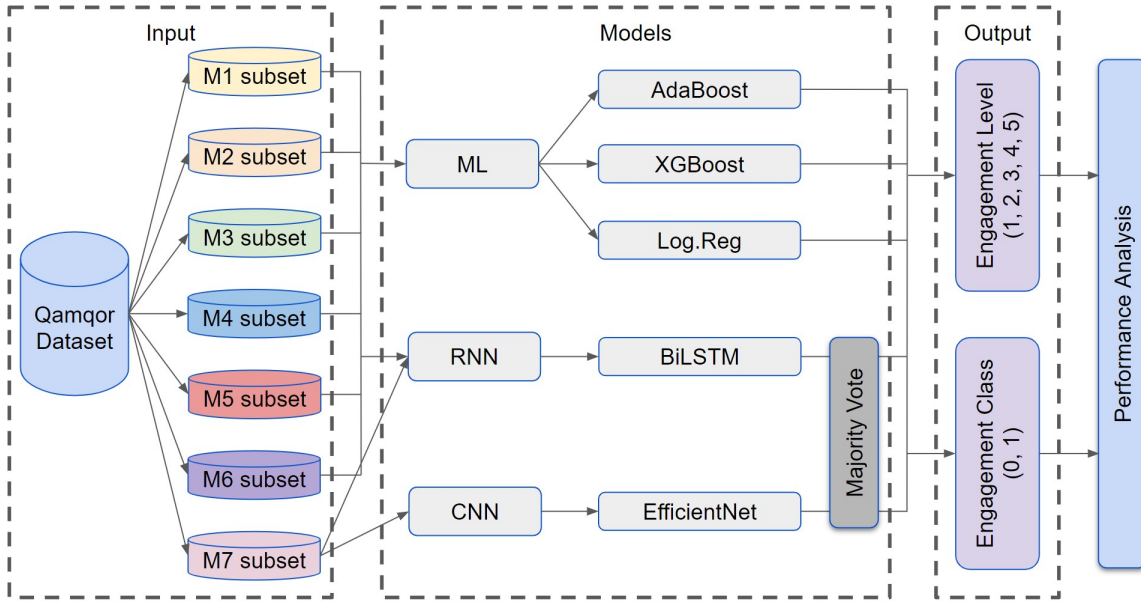 Input
Models
Output
Qamqor
Dataset
M1 subset
M2 subset
M3 subset
M4 subset
M5 subset
M6 subset
M7 subset
ML
RNN
CNN
AdaBoost
XGBoost
Log.Reg
BiLSTM
EfficientNet
Majority Vote
Engagement Level
(1, 2, 3, 4, 5)
Engagement Class
(0, 1)
Performance Analysis